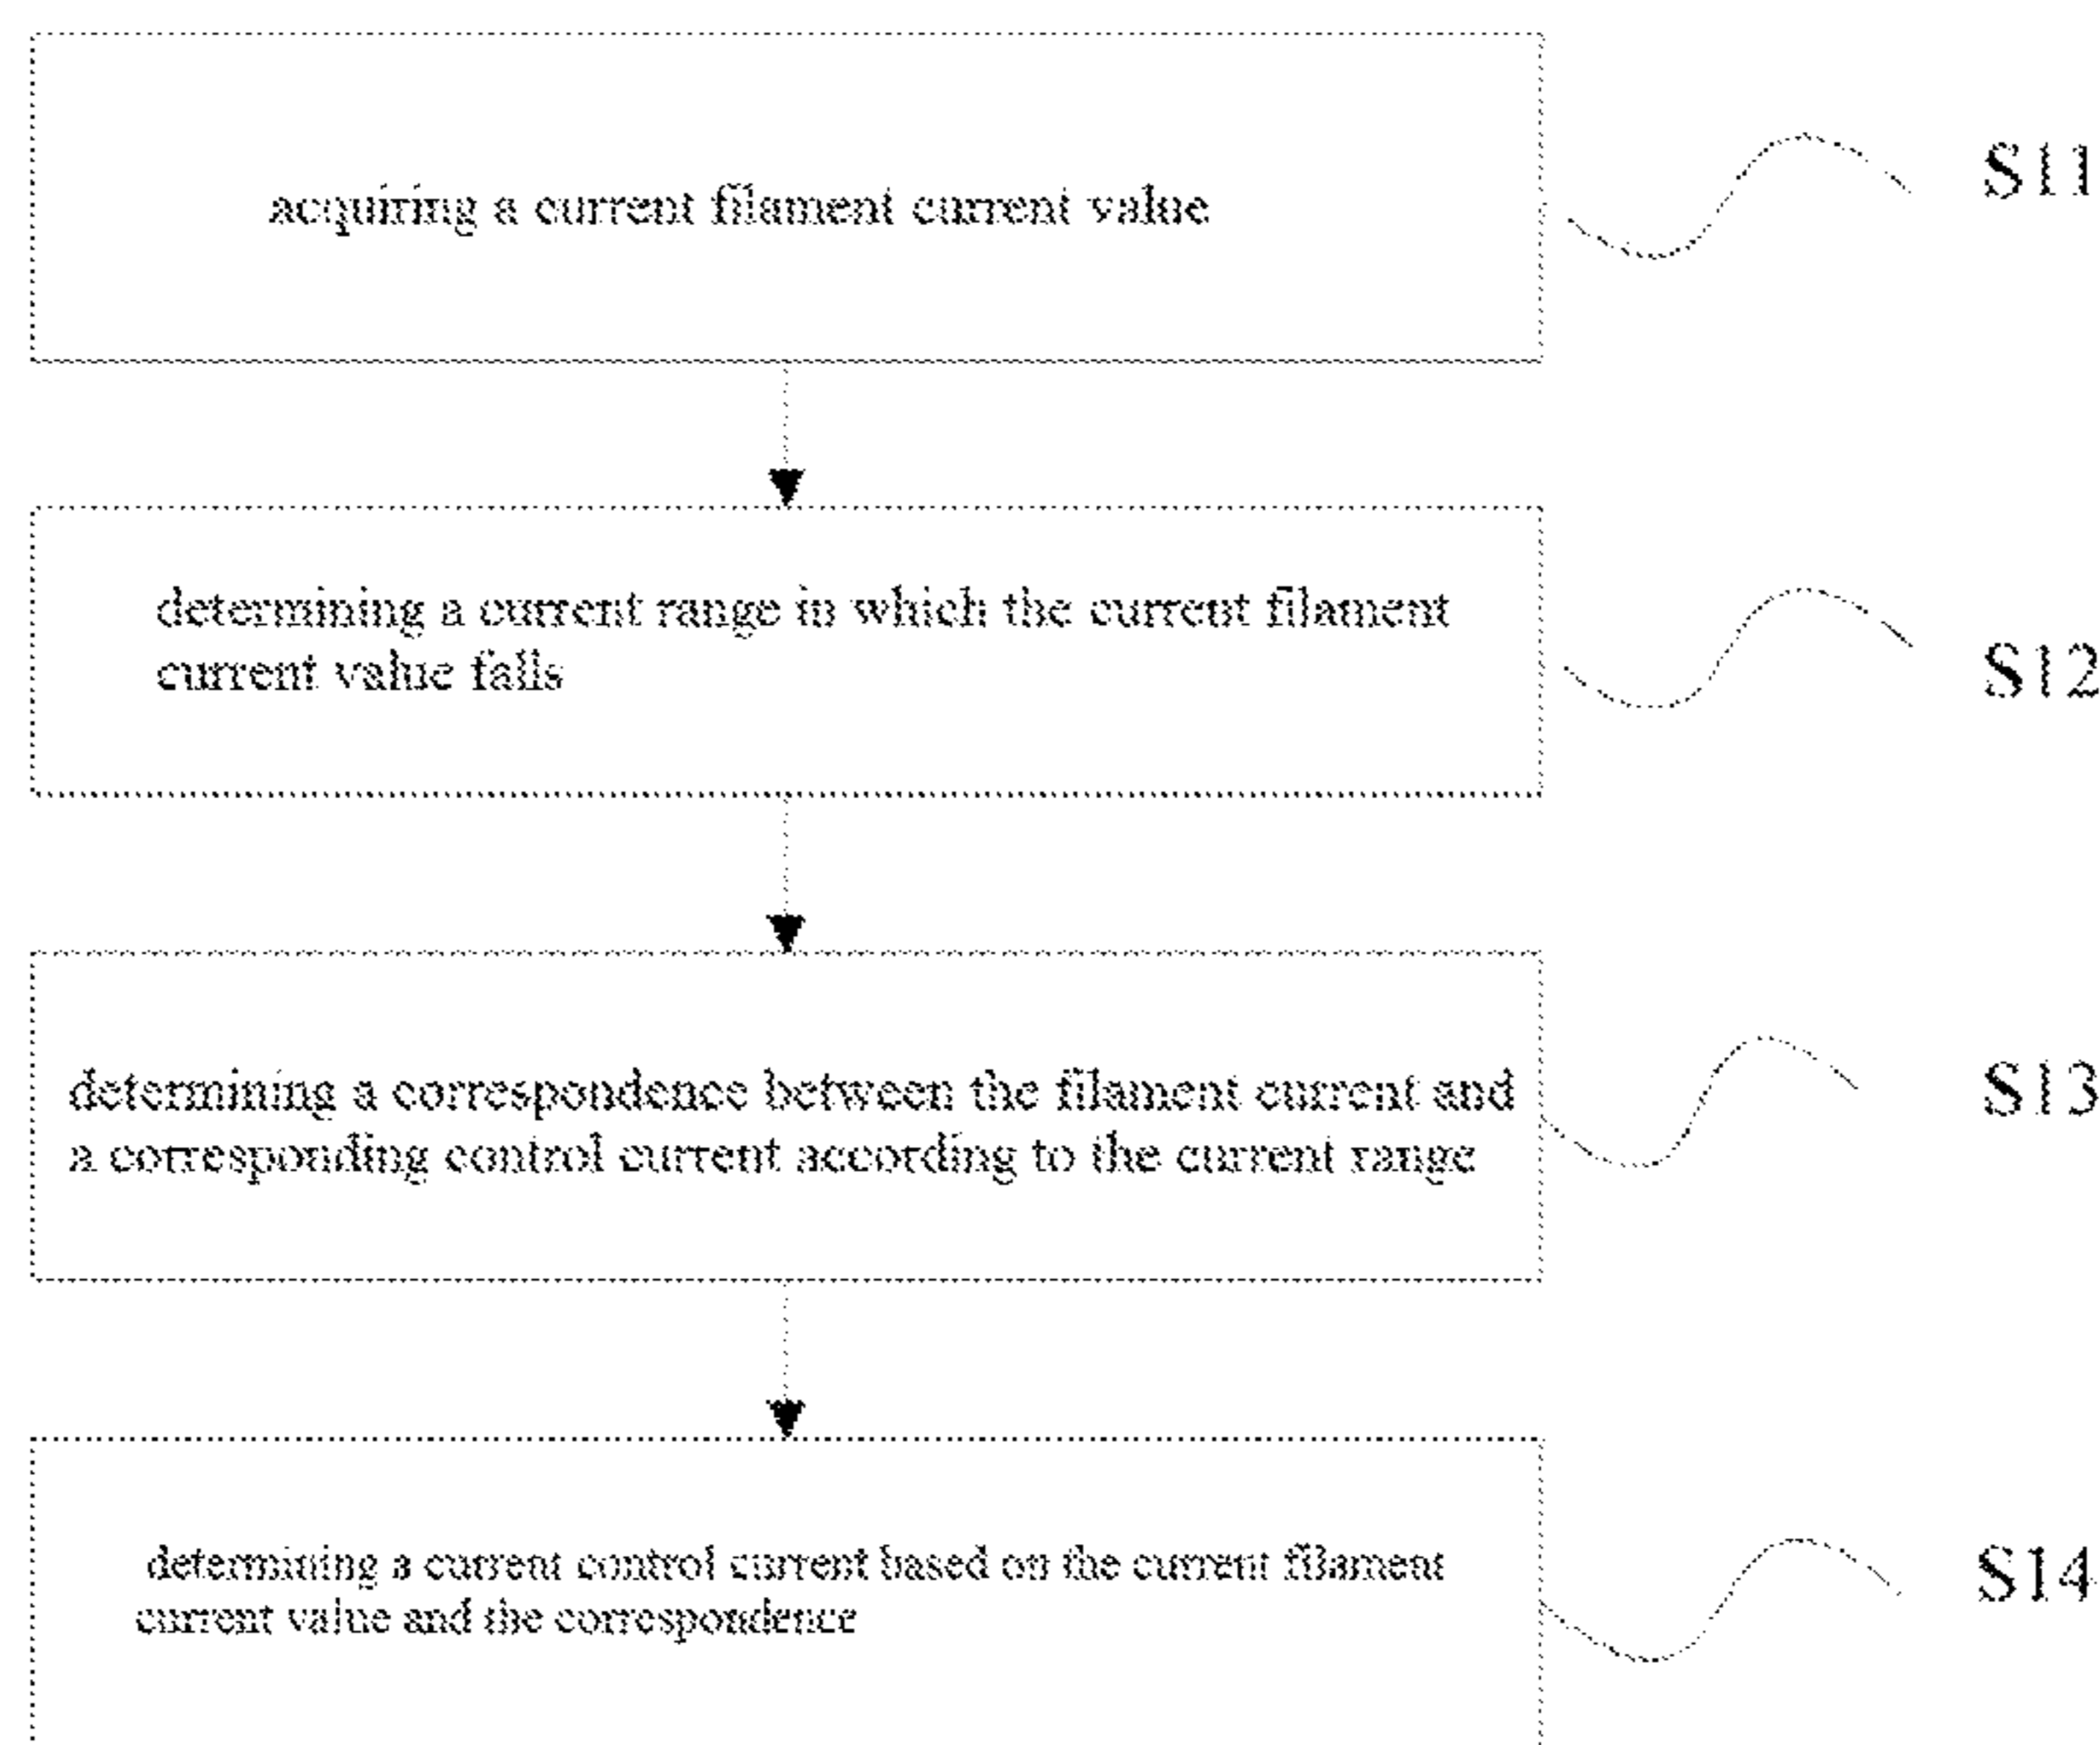 acquiring a current filament current value
S11
determining a current range in which the current filament
current value falls
S12
determining a correspondence between the filament current and
a corresponding control current according to the current range
S13
determining a current control current based on the current filament
current value and the correspondence
S14